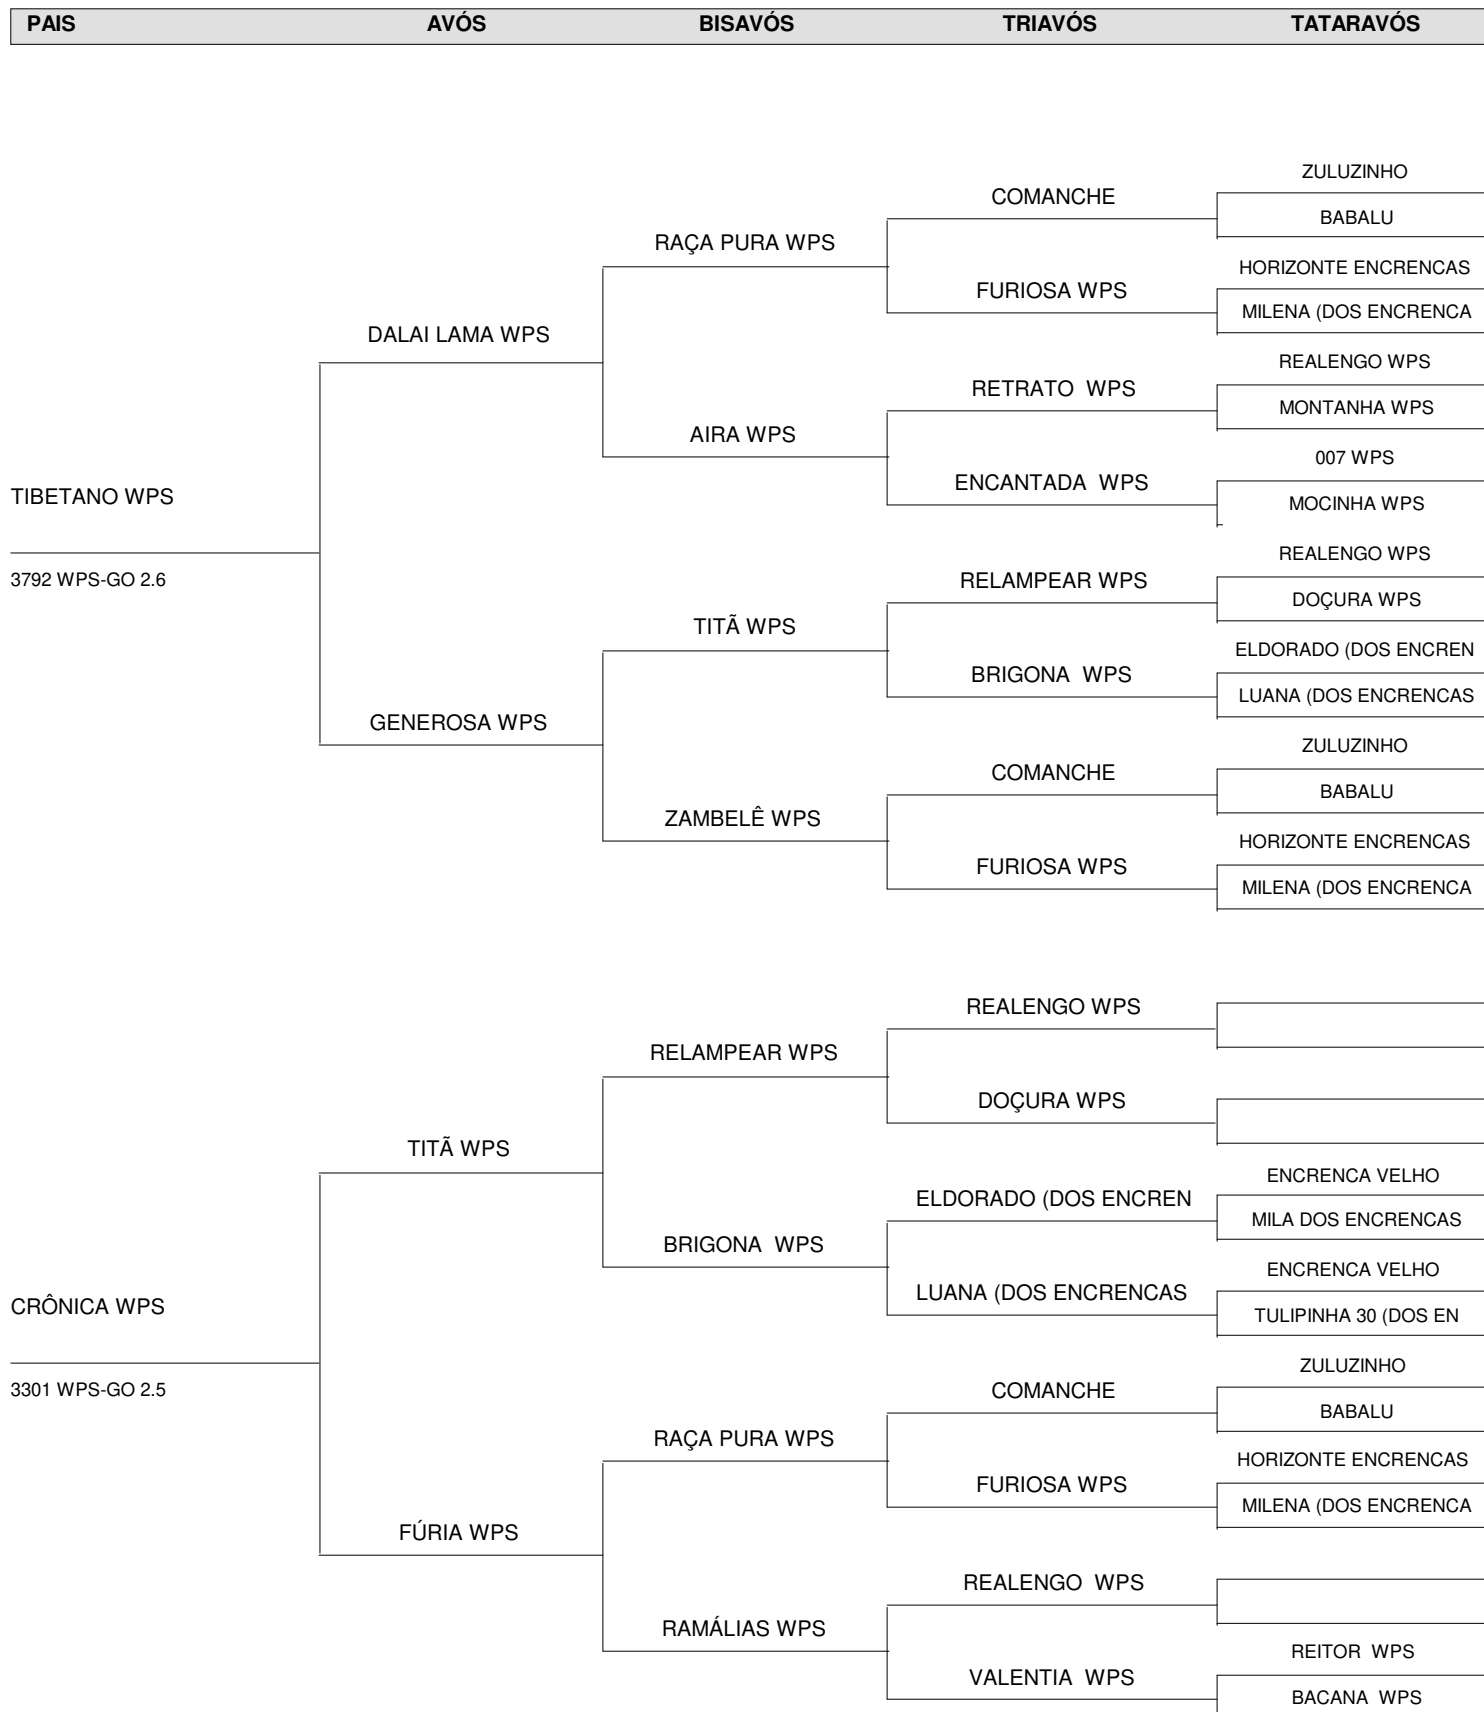 PAIS AVÓS BISAVÓS TRIAVÓS TATARAVÓS
ZULUZINHO
COMANCHE
BABALU
RAÇA PURA WPS
HORIZONTE ENCRENCAS
FURIOSA WPS
MILENA (DOS ENCRENCA
DALAI LAMA WPS
REALENGO WPS
RETRATO WPS
MONTANHA WPS
AIRA WPS
007 WPS
ENCANTADA WPS
MOCINHA WPS
TIBETANO WPS
3792 WPS-GO 2.6
REALENGO WPS
RELAMPEAR WPS
DOÇURA WPS
TITÃ WPS
ELDORADO (DOS ENCREN
BRIGONA WPS
LUANA (DOS ENCRENCAS
GENEROSA WPS
ZULUZINHO
COMANCHE
BABALU
ZAMBELÊ WPS
HORIZONTE ENCRENCAS
FURIOSA WPS
MILENA (DOS ENCRENCA
REALENGO WPS
RELAMPEAR WPS
DOÇURA WPS
TITÃ WPS
ENCRENCA VELHO
ELDORADO (DOS ENCREN
MILA DOS ENCRENCAS
BRIGONA WPS
ENCRENCA VELHO
LUANA (DOS ENCRENCAS
TULIPINHA 30 (DOS EN
CRÔNICA WPS
3301 WPS-GO 2.5
ZULUZINHO
COMANCHE
BABALU
RAÇA PURA WPS
HORIZONTE ENCRENCAS
FURIOSA WPS
MILENA (DOS ENCRENCA
FÚRIA WPS
REALENGO WPS
RAMÁLIAS WPS
REITOR WPS
VALENTIA WPS
BACANA WPS